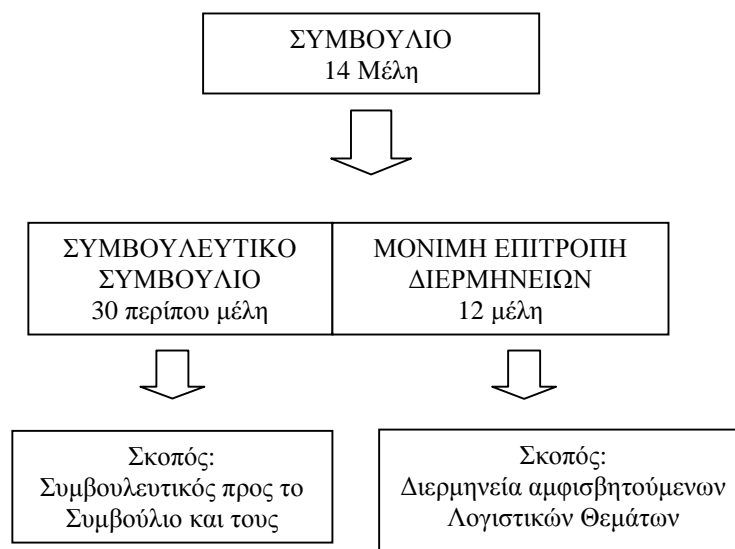 ΣΥΜΒΟΥΛΙΟ
14 Μέλη
ΣΥΜΒΟΥΛΕΥΤΙΚΟ
ΣΥΜΒΟΥΛΙΟ
30 περίπου μέλη
ΜΟΝΙΜΗ ΕΠΙΤΡΟΠΗ
ΔΙΕΡΜΗΝΕΙΩΝ
12 μέλη
Σκοπός:
Συμβουλευτικός προς το
Συμβούλιο και τους
Σκοπός:
Διερμηνεία αμφισβητούμενων
Λογιστικών Θεμάτων